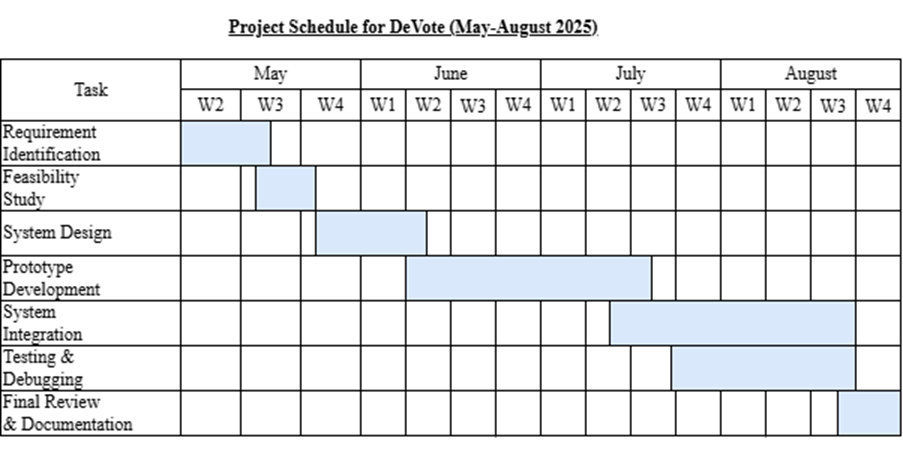 Project Schedule for DeVote (May-August 2025)
Task May June July August
W2 W3 W4 W1 W2 W3 W4 W1 W2 W3 W4 W1 W2 W3 W4
Requirement
Identification
Feasibility
Study
System Design
Prototype
Development
System
Integration
Testing &
Debugging
Final Review
& Documentation